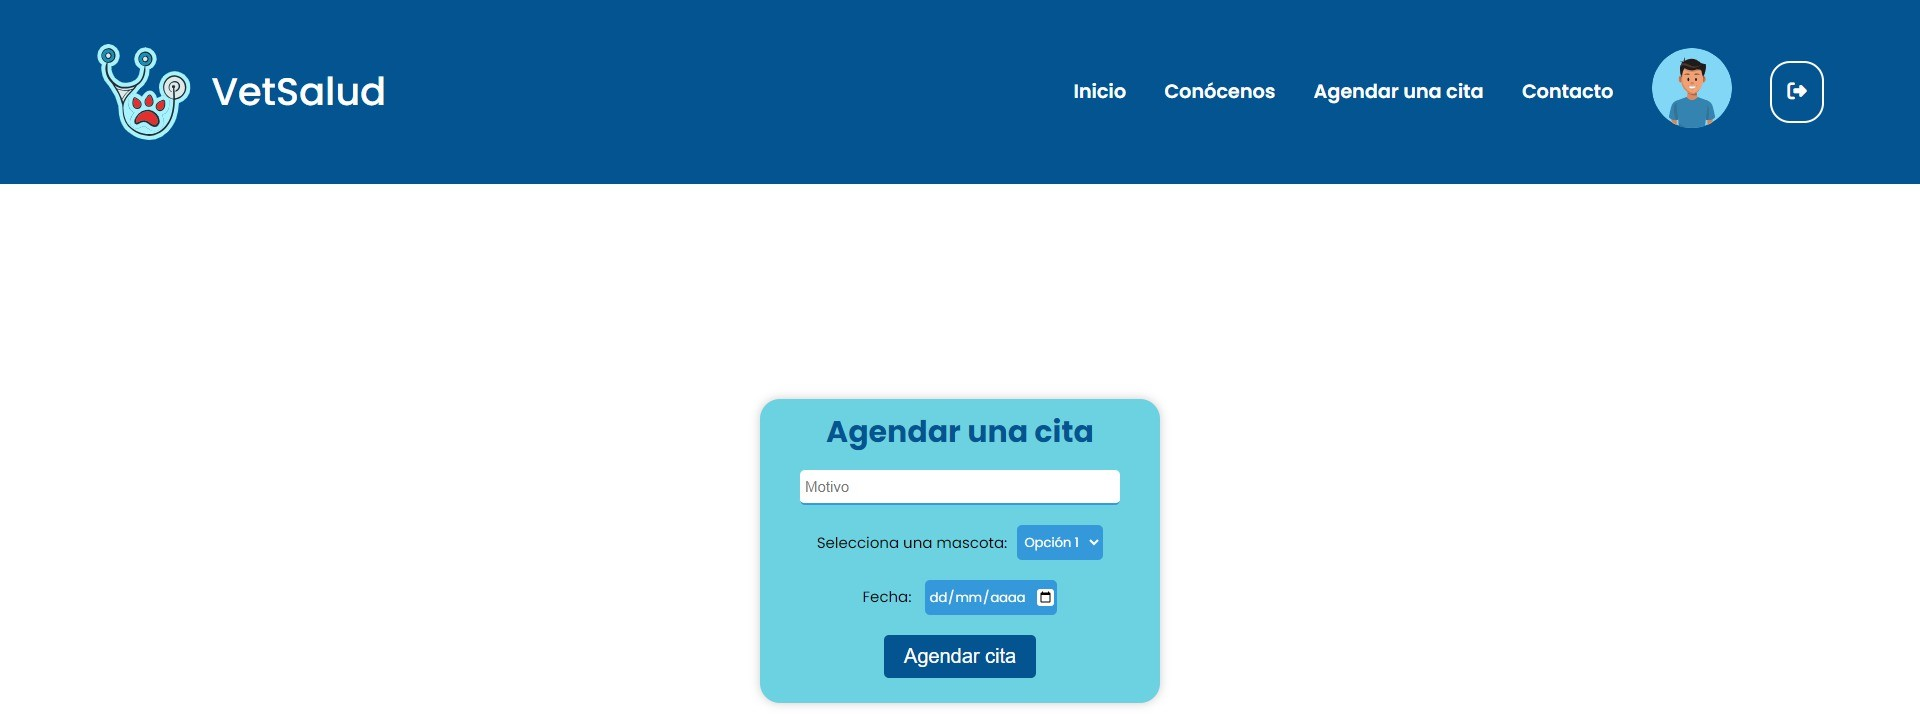 VetSalud
Inicio Conócenos Agendar una cita Contacto
Agendar una cita
Motivo
Selecciona una mascota: Opción 1
Fecha: dd/mm/aaaa
Agendar cita